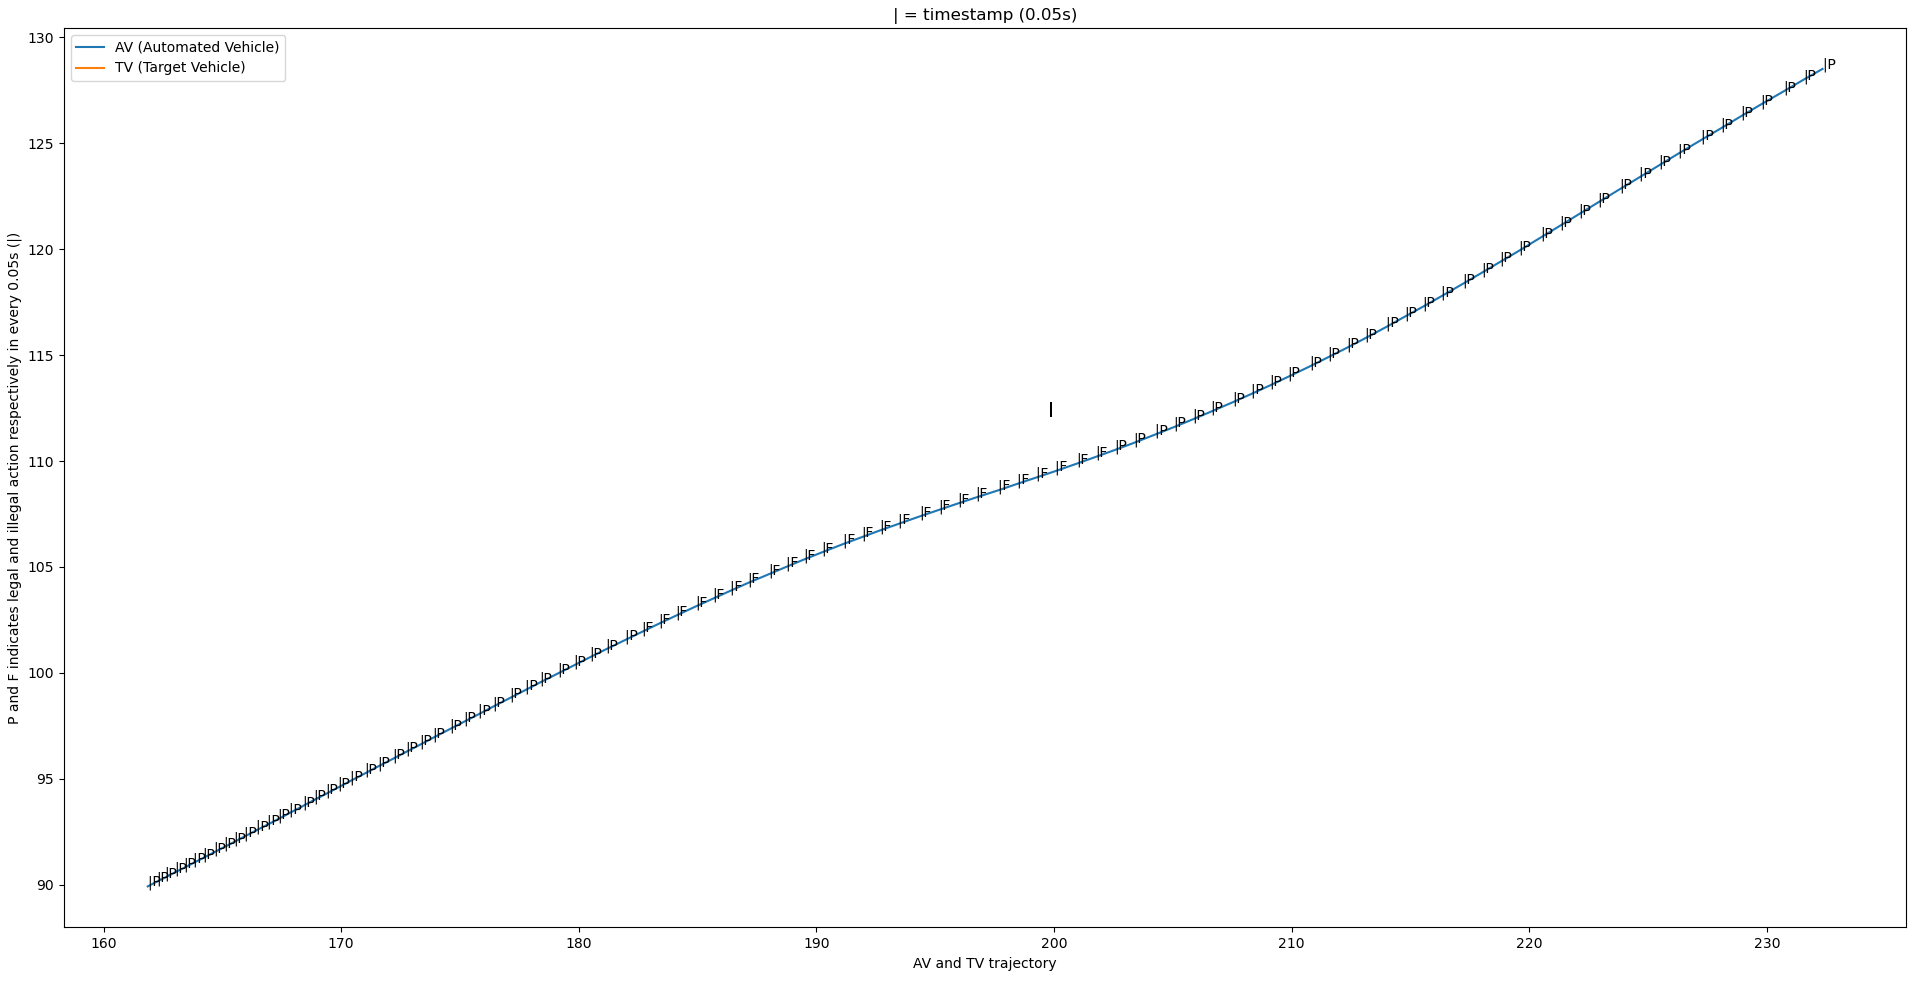 | = timestamp (0.05s)
AV (Automated Vehicle)
TV (Target Vehicle)
P and F indicates legal and illegal action respectively in every 0.05s (|)
130
125
120
115
110
105
100
95
90
|P|P|P|P|P|P|P|P|P|P|P|P|P|P|P|P|P|P|P|P|P|P|P|P|P|P|P|P|P|P|P|P|P|P|P|P|P|P|F|F|F|F|F|F|F|F|F|F|F|F|F|F|F|F|F|F|F|F|F|F|F|F|F|P|P|P|P|P|P|P|P|P|P|P|P|P|P|P|P|P|P|P|P|P|P|P|P|P|P|P|P|P|P|P|P|P|P|P|P|P
|
160 170 180 190 200 210 220 230
AV and TV trajectory